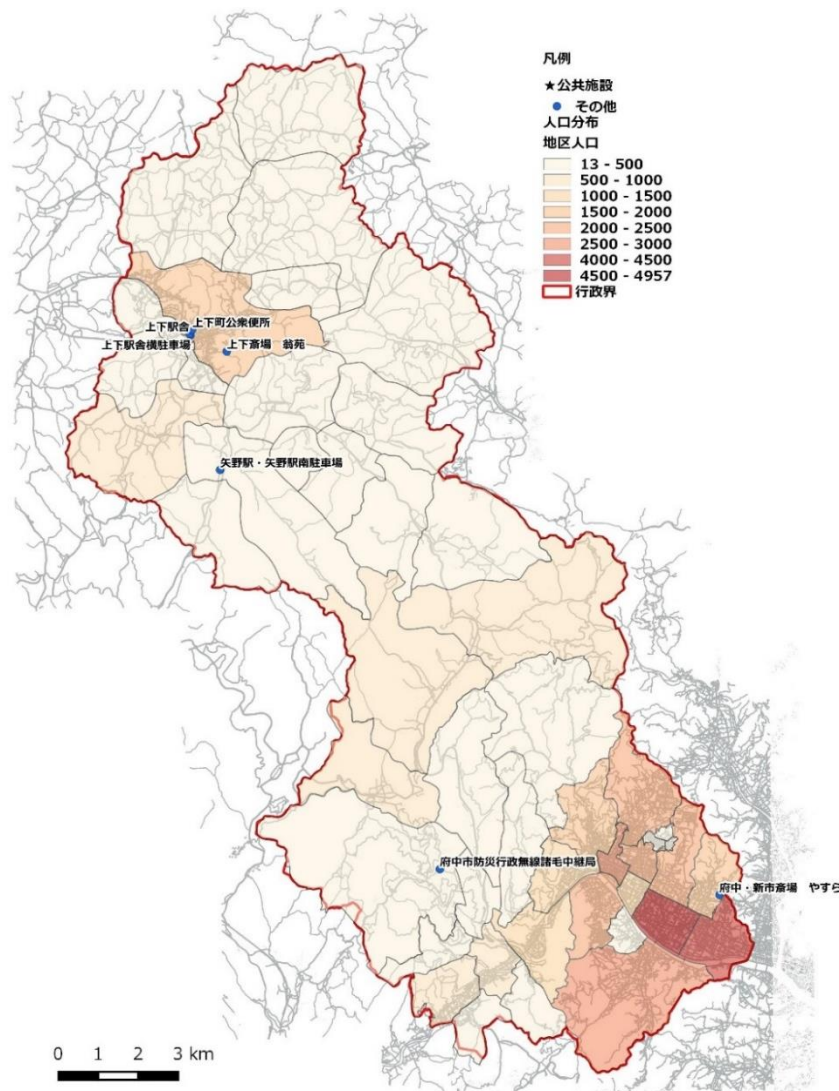 凡例
★公共施設
その他
人口分布
地区人口
13 - 500
500 - 1000
1000 - 1500
1500 - 2000
2000 - 2500
2500 - 3000
4000 - 4500
4500 - 4957
行政界
上下駅舎
上下町公衆便所
上下駅舎横駐車場
上下斎場 翁苑
矢野駅・矢野駅南駐車場
府中市防災行政無線諸毛中継局
府中・新市斎場 やすら
0 1 2 3 km